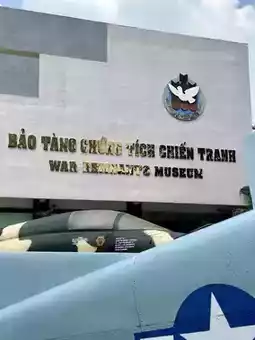 BẢO TÀNG CHỨNG TÍCH CHIẾN TRANH
WAR REMNANTS MUSEUM